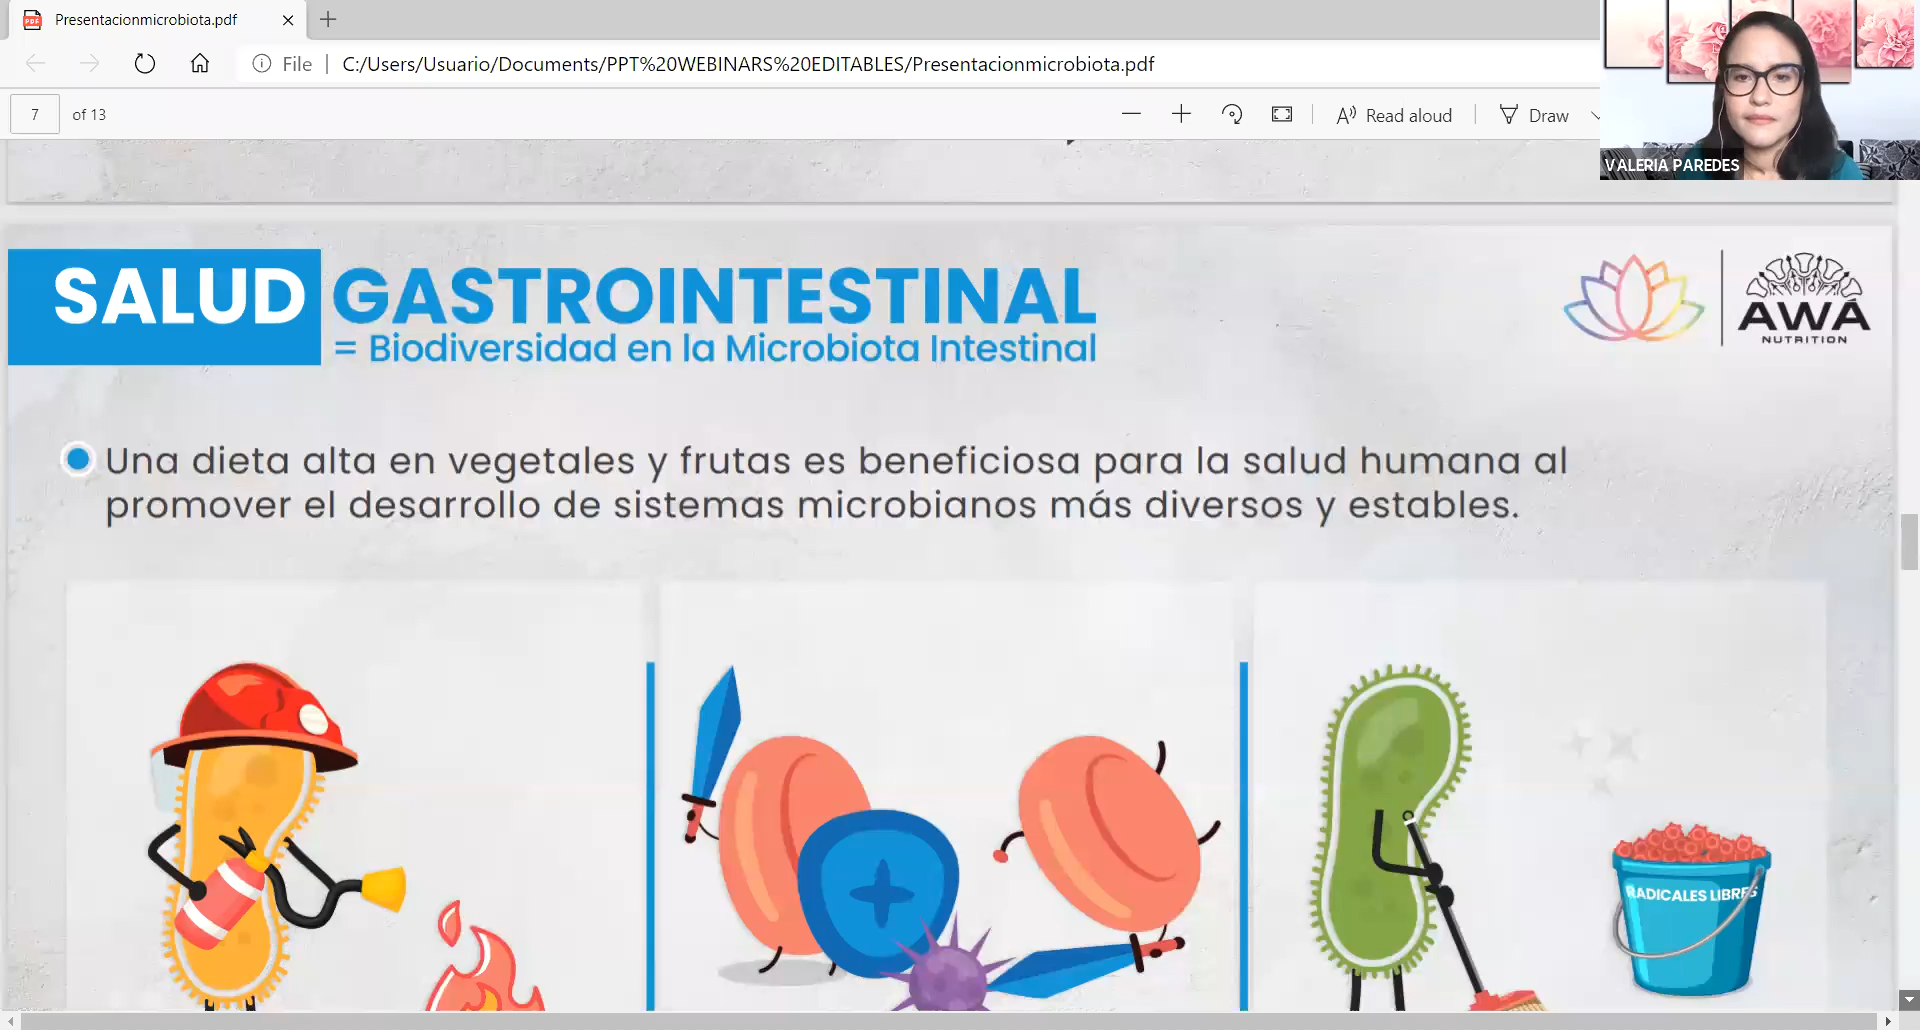 Presentacionmicrobiota.pdf
File
C:/Users/Usuario/Documents/PPT%20WEBINARS%20EDITABLES/Presentacionmicrobiota.pdf
7 of 13
Read aloud
Draw
VALERIA PAREDES
SALUD GASTROINTESTINAL
= Biodiversidad en la Microbiota Intestinal
AWÁ
NUTRITION
Una dieta alta en vegetales y frutas es beneficiosa para la salud humana al
promover el desarrollo de sistemas microbianos más diversos y estables.
RADICALES LIBRES